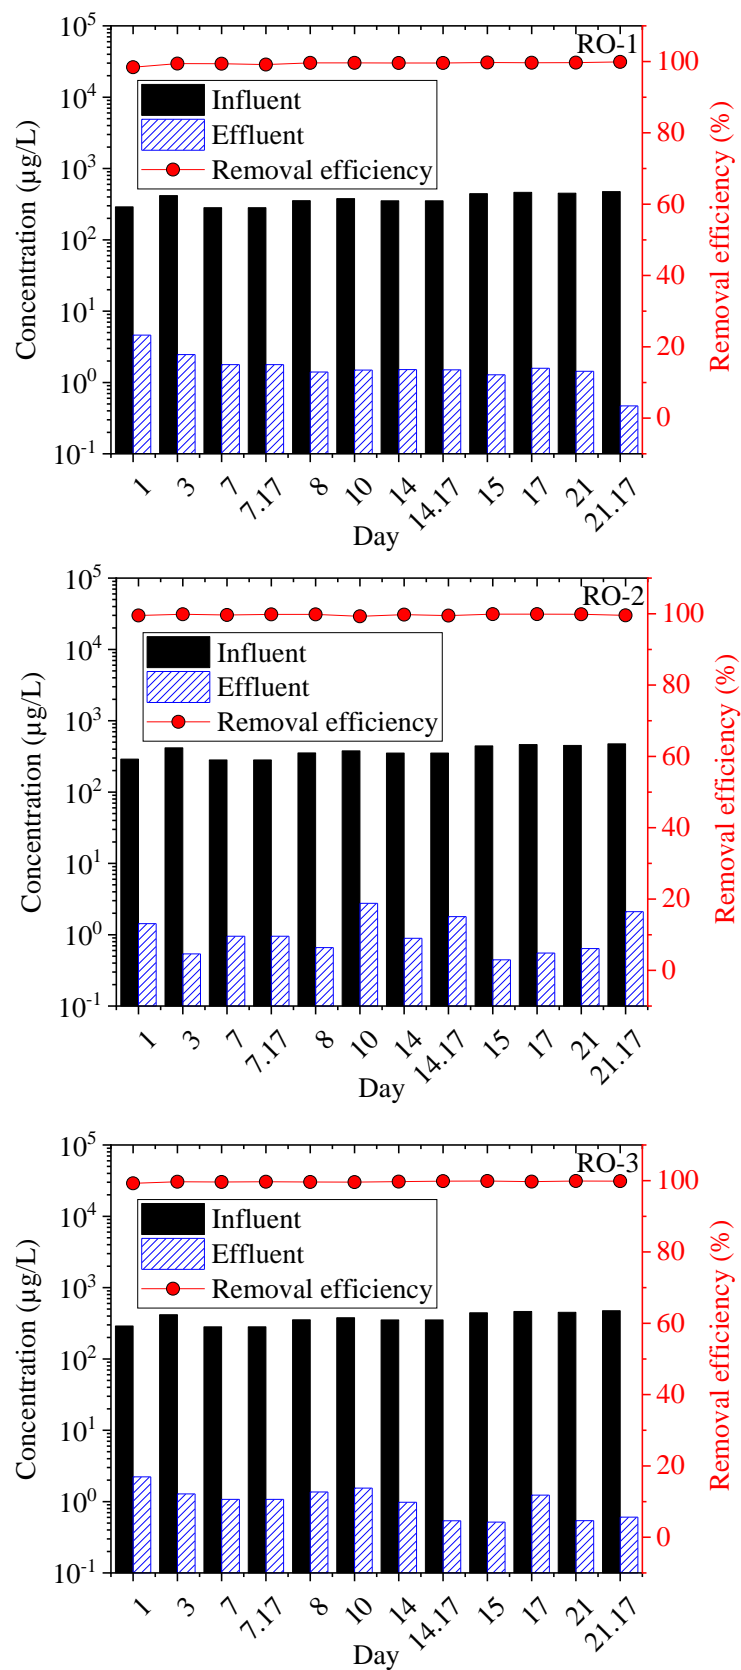 RO-1
10^5
10^4
10^3
10^2
10^1
10^0
10^-1
Concentration (µg/L)
Influent
Effluent
Removal efficiency
100
80
60
40
20
0
Removal efficiency (%)
1 3 7 7.17 8 10 14 14.17 15 17 21 21.17
Day
RO-2
10^5
10^4
10^3
10^2
10^1
10^0
10^-1
Concentration (µg/L)
Influent
Effluent
Removal efficiency
100
80
60
40
20
0
Removal efficiency (%)
1 3 7 7.17 8 10 14 14.17 15 17 21 21.17
Day
RO-3
10^5
10^4
10^3
10^2
10^1
10^0
10^-1
Concentration (µg/L)
Influent
Effluent
Removal efficiency
100
80
60
40
20
0
Removal efficiency (%)
1 3 7 7.17 8 10 14 14.17 15 17 21 21.17
Day